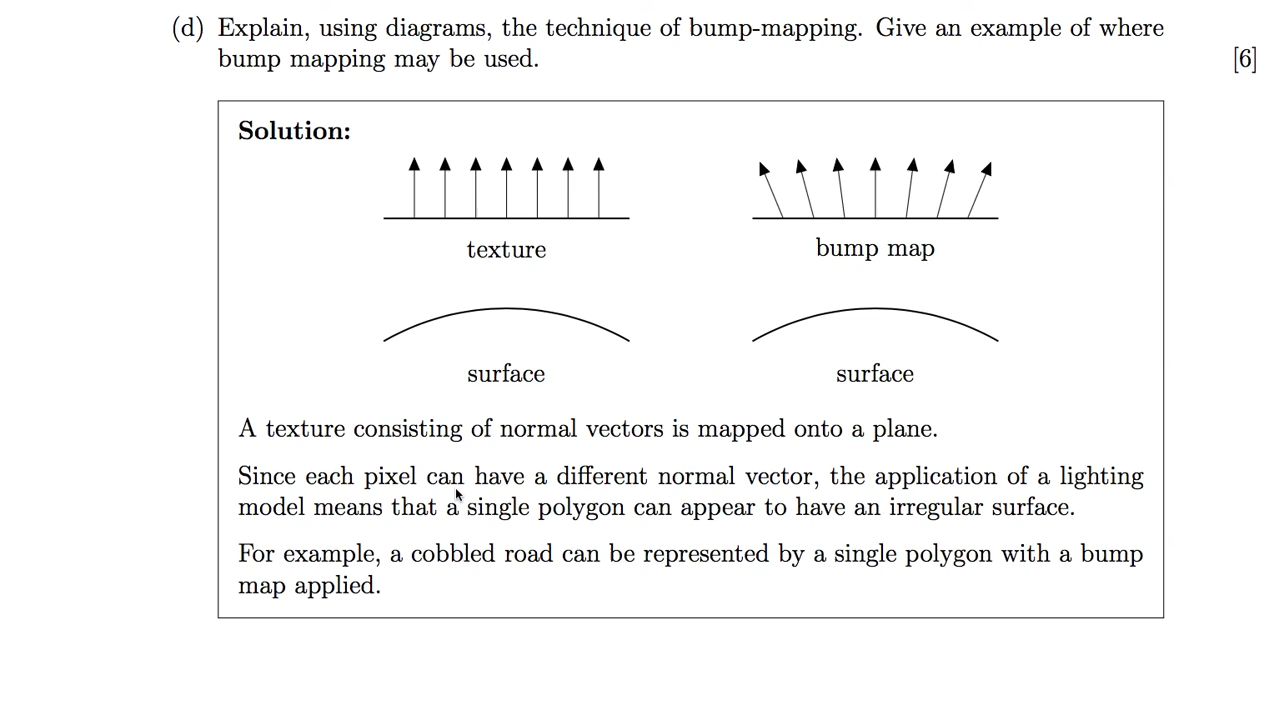 (d) Explain, using diagrams, the technique of bump-mapping. Give an example of where
bump mapping may be used. [6]
Solution:
texture bump map
surface surface
A texture consisting of normal vectors is mapped onto a plane.
Since each pixel can have a different normal vector, the application of a lighting
model means that a single polygon can appear to have an irregular surface.
For example, a cobbled road can be represented by a single polygon with a bump
map applied.